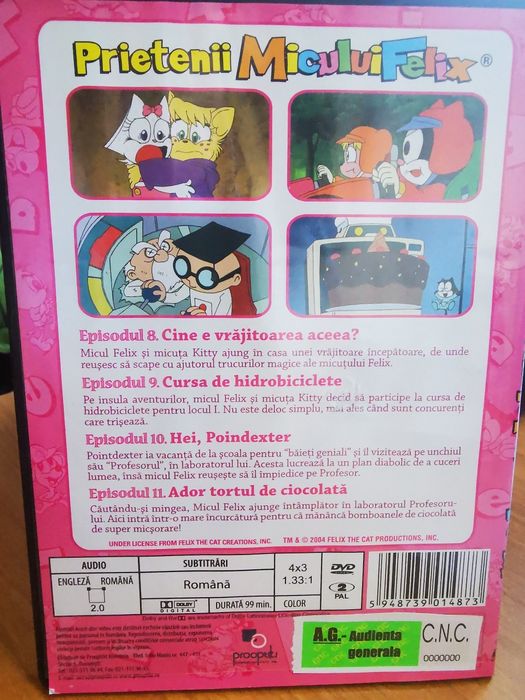 Prietenii Micului Felix ®
Episodul 8. Cine e vrăjitoarea aceea?
Micul Felix și micuța Kitty ajung în casa unei vrăjitoare începatoare, de unde
reușesc să scape cu ajutorul trucurilor magice ale micuțului Felix.
Episodul 9. Cursa de hidrobiciclete
Pe insula aventurilor, micul Felix și micuța Kitty decid să participe la cursa de
hidrobiciclete pentru locul I. Nu este deloc simplu, mai ales când sunt concurenți
care trișează.
Episodul 10. Hei, Poindexter
Pointdexter ia vacanță de la școala pentru "băieți geniali" și îl vizitează pe unchiul
său "Profesorul", în laboratorul lui. Acesta lucrează la un plan diabolic de a cuceri
lumea, însă micul Felix reușește să îl împiedice pe Profesor.
Episodul 11. Ador tortul de ciocolată
Căutându-și mingea, Micul Felix ajunge întâmplător în laboratorul Profesoru-
lui. Aici intră într-o mare încurcătură pentru că mănâncă bomboanele de ciocolată
de super micșorare!
UNDER LICENSE FROM FELIX THE CAT CREATIONS, INC. TM & © 2004 FELIX THE CAT PRODUCTIONS, INC.
AUDIO SUBTITRĂRI 4x3 DVD
ENGLEZĂ ROMÂNĂ Română 1.33:1 2
2.0 DOLBY DIGITAL DURATĂ 99 min. COLOR PAL
5 948739 014873
prooptiki
A.G.- Audienta
generala
C.N.C.
0000000